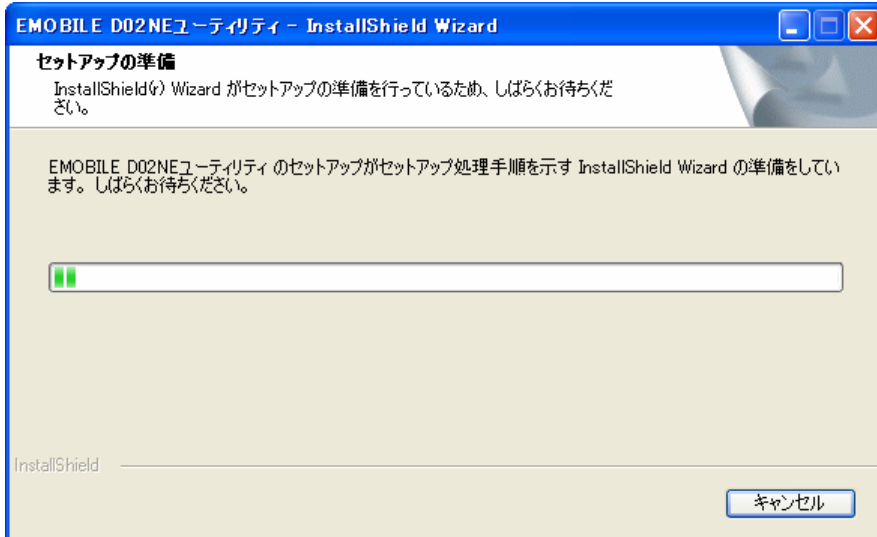 EMOBILE D02NEユーティリティ - InstallShield Wizard
セットアップの準備
InstallShield(r) Wizard がセットアップの準備を行っているため、しばらくお待ちくだ
さい。
EMOBILE D02NEユーティリティ のセットアップがセットアップ処理手順を示す InstallShield Wizard の準備をしてい
ます。しばらくお待ちください。
InstallShield
キャンセル